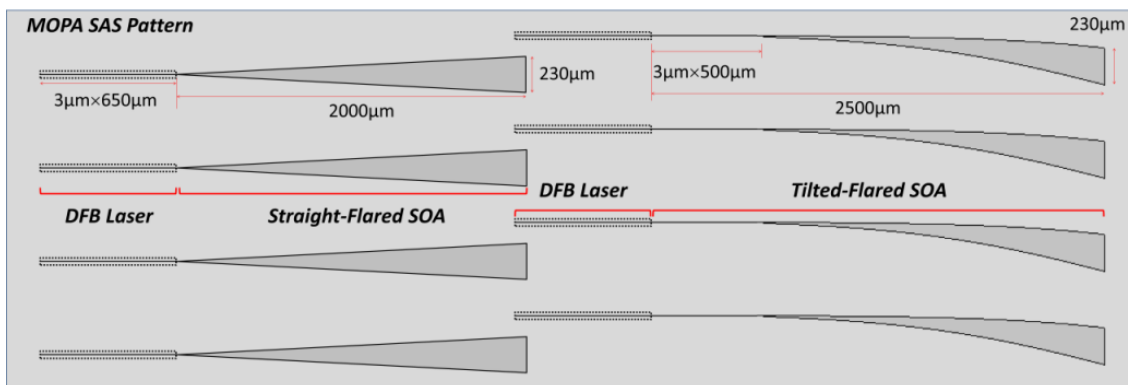 MOPA SAS Pattern
230μm
3μm×650μm
2000μm
230μm
3μm×500μm
2500μm
DFB Laser
Straight-Flared SOA
DFB Laser
Tilted-Flared SOA